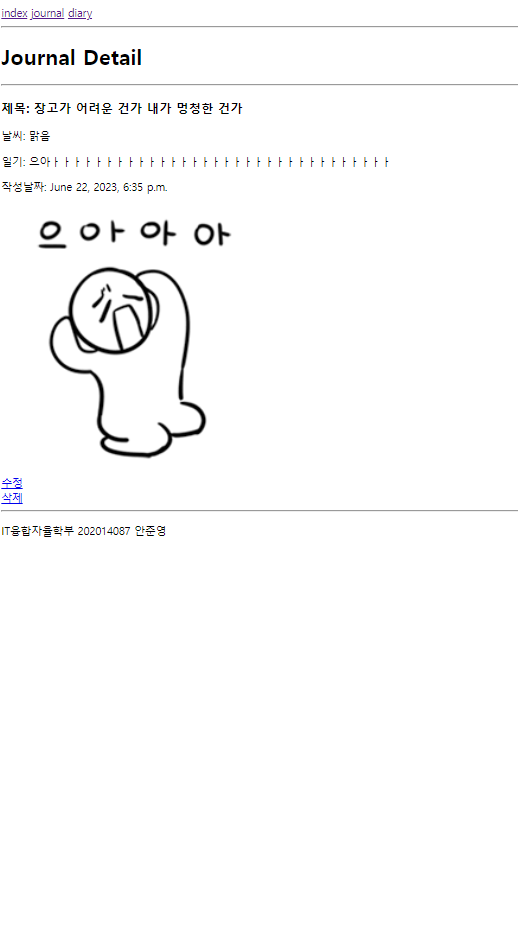 index journal diary
Journal Detail
제목: 장고가 어려운 건가 내가 멍청한 건가
날씨: 맑음
일기: 으아ㅏㅏㅏㅏㅏㅏㅏㅏㅏㅏㅏㅏㅏㅏㅏㅏㅏㅏㅏㅏㅏㅏㅏㅏㅏㅏㅏㅏㅏㅏㅏㅏ
작성날짜: June 22, 2023, 6:35 p.m.
으 아 아 아
수정
삭제
IT융합자율학부 202014087 안준영